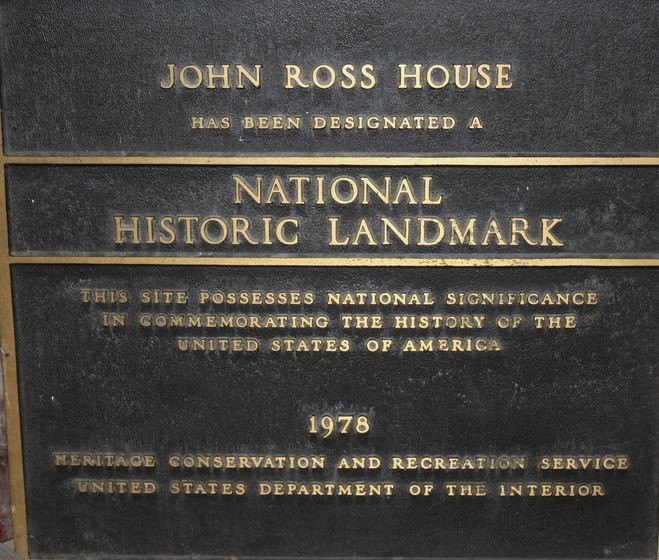 JOHN ROSS HOUSE
HAS BEEN DESIGNATED A
NATIONAL
HISTORIC LANDMARK
THIS SITE POSSESSES NATIONAL SIGNIFICANCE
IN COMMEMORATING THE HISTORY OF THE
UNITED STATES OF AMERICA
1978
HERITAGE CONSERVATION AND RECREATION SERVICE
UNITED STATES DEPARTMENT OF THE INTERIOR